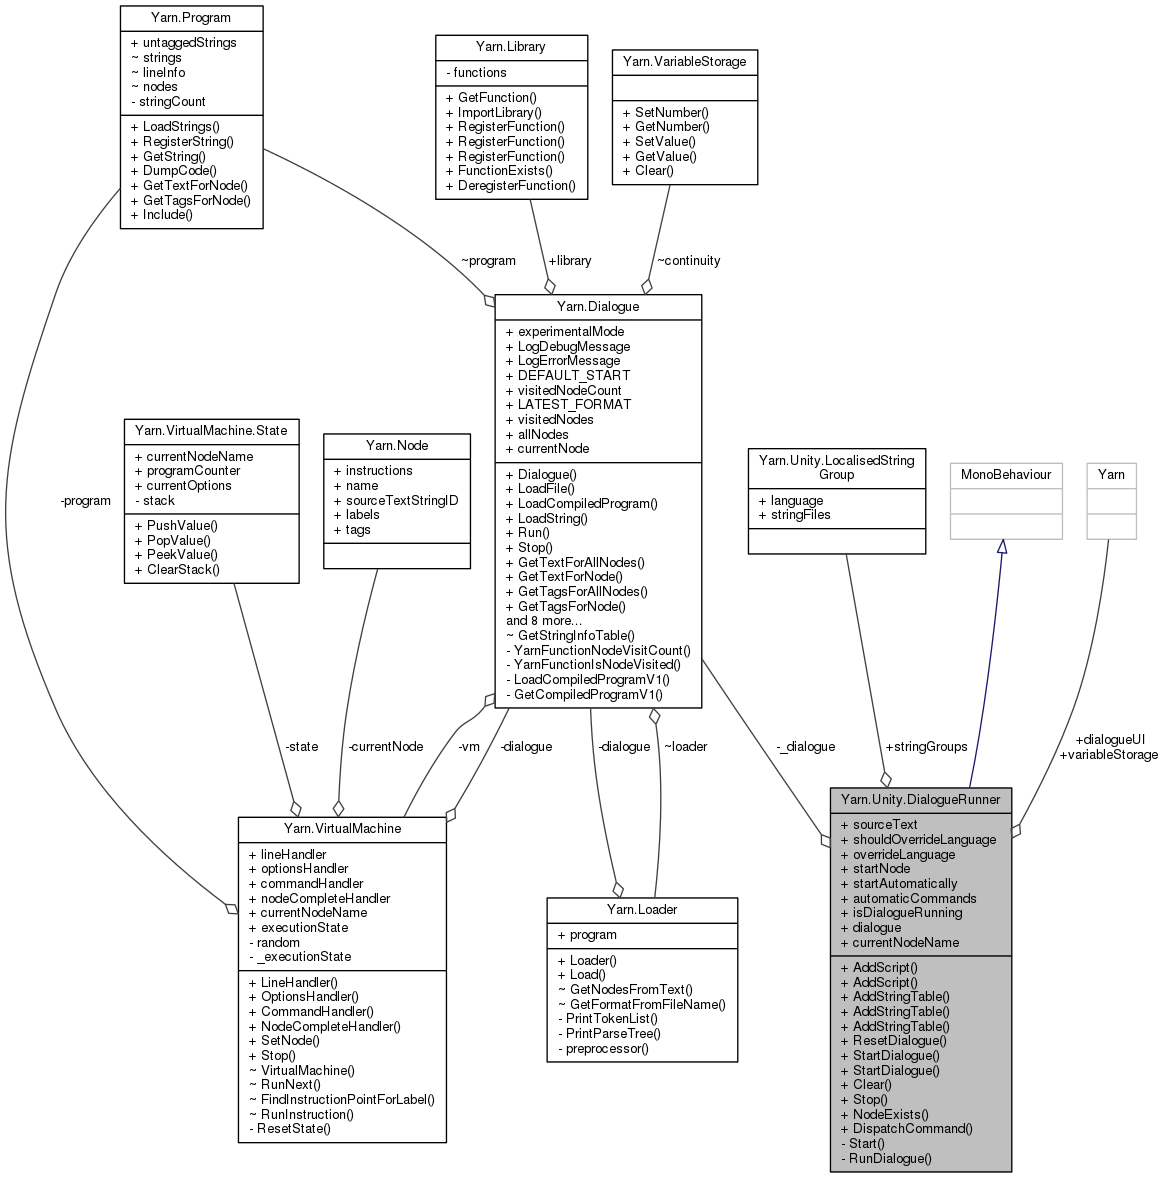 Yarn.Program
+ untaggedStrings
~ strings
~ lineInfo
~ nodes
- stringCount
+ LoadStrings()
+ RegisterString()
+ GetString()
+ DumpCode()
+ GetTextForNode()
+ GetTagsForNode()
+ Include()
Yarn.Library
- functions
+ GetFunction()
+ ImportLibrary()
+ RegisterFunction()
+ RegisterFunction()
+ RegisterFunction()
+ FunctionExists()
+ DeregisterFunction()
Yarn.VariableStorage
+ SetNumber()
+ GetNumber()
+ SetValue()
+ GetValue()
+ Clear()
~program
+library
~continuity
Yarn.Dialogue
+ experimentalMode
+ LogDebugMessage
+ LogErrorMessage
+ DEFAULT_START
+ visitedNodeCount
+ LATEST_FORMAT
+ visitedNodes
+ allNodes
+ currentNode
+ Dialogue()
+ LoadFile()
+ LoadCompiledProgram()
+ LoadString()
+ Run()
+ Stop()
+ GetTextForAllNodes()
+ GetTextForNode()
+ GetTagsForAllNodes()
+ GetTagsForNode()
and 8 more...
~ GetStringInfoTable()
- YarnFunctionNodeVisitCount()
- YarnFunctionIsNodeVisited()
- LoadCompiledProgramV1()
- GetCompiledProgramV1()
-program
Yarn.VirtualMachine.State
+ currentNodeName
+ programCounter
+ currentOptions
- stack
+ PushValue()
+ PopValue()
+ PeekValue()
+ ClearStack()
Yarn.Node
+ instructions
+ name
+ sourceTextStringID
+ labels
+ tags
Yarn.Unity.LocalisedString
Group
+ language
+ stringFiles
MonoBehaviour
Yarn
-state
-currentNode
-vm
-dialogue
-dialogue
~loader
-_dialogue
+stringGroups
+dialogueUI
+variableStorage
Yarn.VirtualMachine
+ lineHandler
+ optionsHandler
+ commandHandler
+ nodeCompleteHandler
+ currentNodeName
+ executionState
- random
- _executionState
+ LineHandler()
+ OptionsHandler()
+ CommandHandler()
+ NodeCompleteHandler()
+ SetNode()
+ Stop()
~ VirtualMachine()
~ RunNext()
~ FindInstructionPointForLabel()
~ RunInstruction()
- ResetState()
Yarn.Loader
+ program
+ Loader()
+ Load()
~ GetNodesFromText()
~ GetFormatFromFileName()
- PrintTokenList()
- PrintParseTree()
- preprocessor()
Yarn.Unity.DialogueRunner
+ sourceText
+ shouldOverrideLanguage
+ overrideLanguage
+ startNode
+ startAutomatically
+ automaticCommands
+ isDialogueRunning
+ dialogue
+ currentNodeName
+ AddScript()
+ AddScript()
+ AddStringTable()
+ AddStringTable()
+ AddStringTable()
+ ResetDialogue()
+ StartDialogue()
+ StartDialogue()
+ Clear()
+ Stop()
+ NodeExists()
+ DispatchCommand()
- Start()
- RunDialogue()